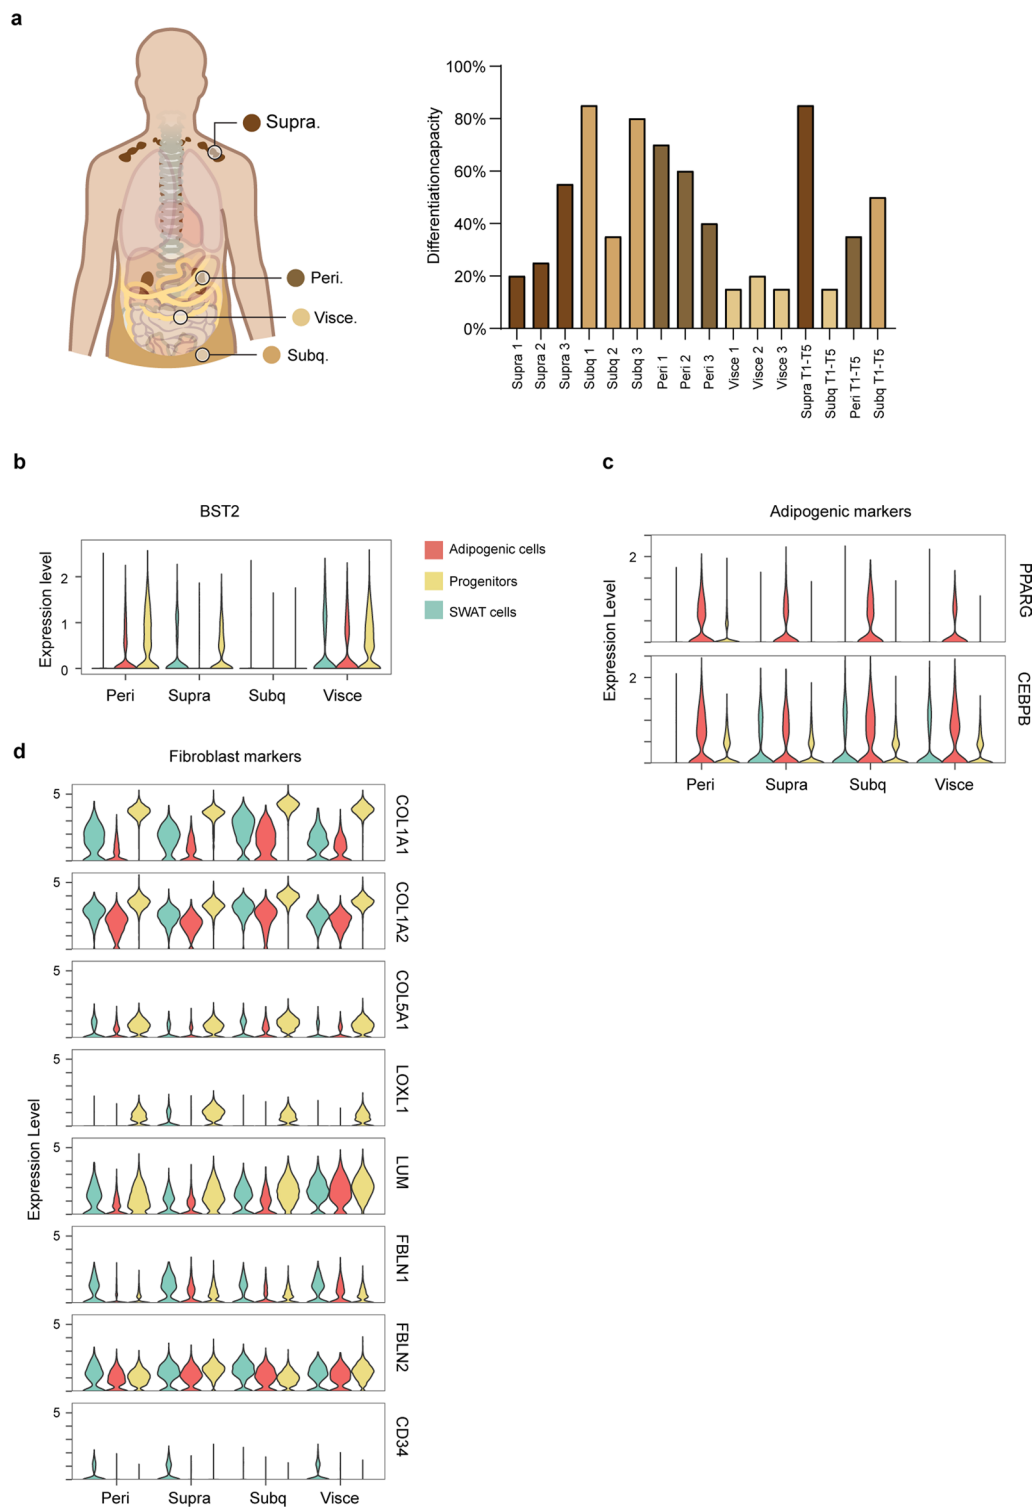 a
Supra.
Peri.
Visce.
Subq.
Differentiationcapacity
100%
80%
60%
40%
20%
0%
Supra 1
Supra 2
Supra 3
Subq 1
Subq 2
Subq 3
Peri 1
Peri 2
Peri 3
Visce 1
Visce 2
Visce 3
Supra T1-T5
Subq T1-T5
Peri T1-T5
Subq T1-T5
b
BST2
Expression level
2
1
0
Peri Supra Subq Visce
Adipogenic cells
Progenitors
SWAT cells
c
Adipogenic markers
Expression Level
2
PPARG
2
CEBPB
Peri Supra Subq Visce
d
Fibroblast markers
Expression Level
5
COL1A1
5
COL1A2
5
COL5A1
5
LOXL1
5
LUM
5
FBLN1
5
FBLN2
5
CD34
Peri Supra Subq Visce